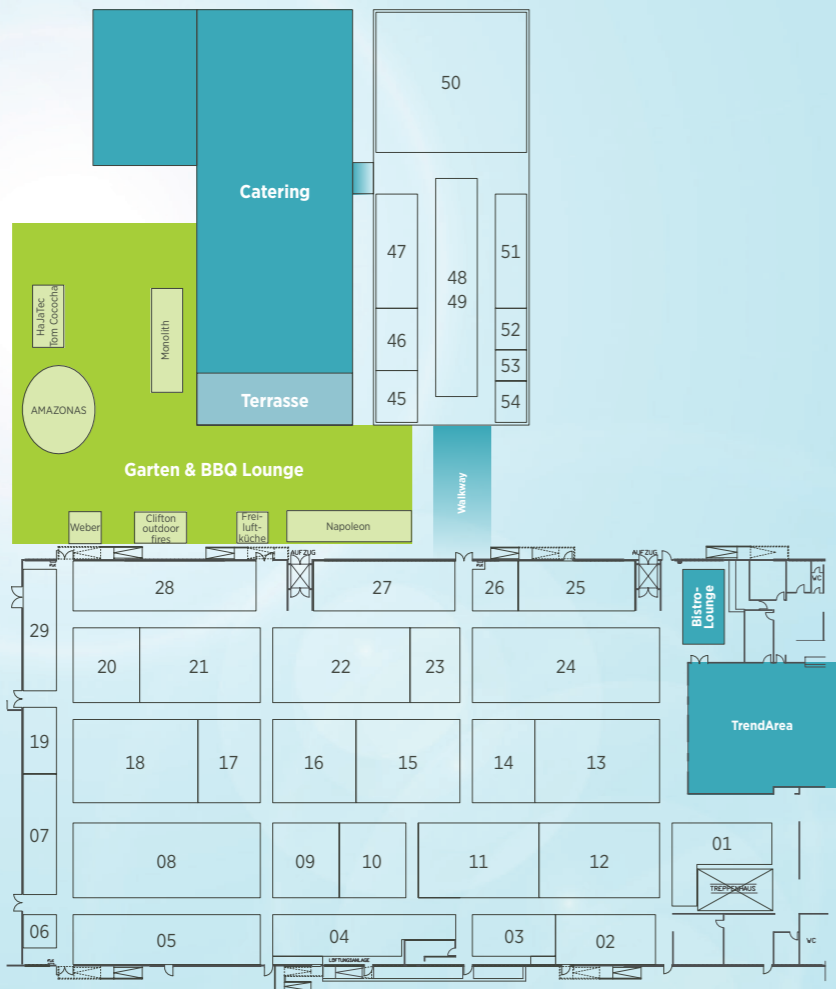 50
Catering
47
51
48
49
HaJaTec
Tom Cococha
Monolith
46
52
53
Terrasse
45
54
AMAZONAS
Garten & BBQ Lounge
Walkway
Weber
Clifton
outdoor
fires
Frei-
luft-
küche
Napoleon
AUFZUG
AUFZUG
28
27
26
25
WC
Bistro-
Lounge
29
20
21
22
23
24
19
18
17
16
15
14
13
TrendArea
07
08
09
10
11
12
01
TREPPENHAUS
06
05
04
03
02
WC
LÜFTUNGSANLAGE